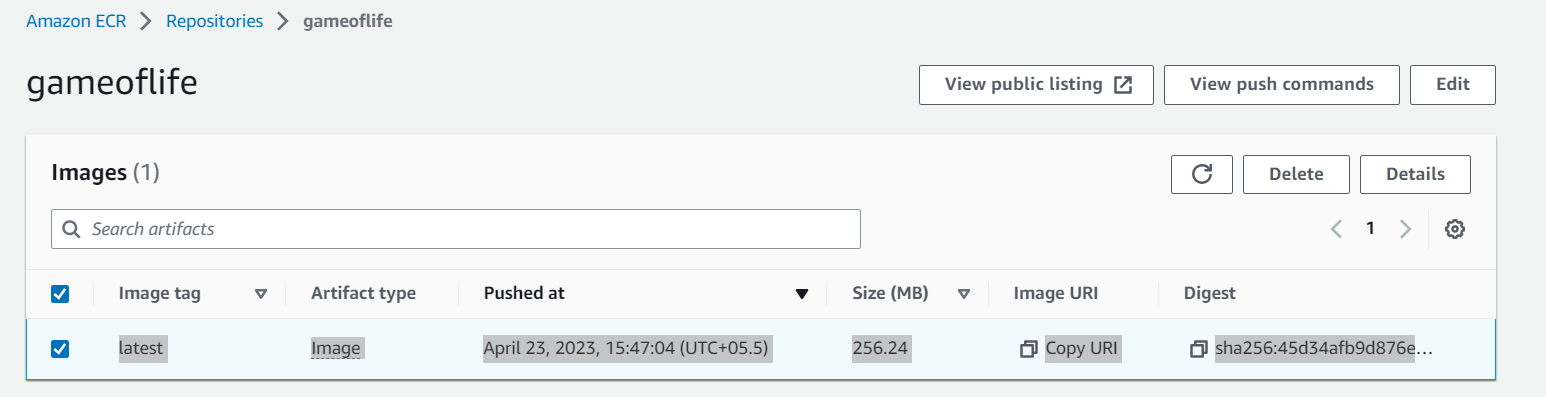 Amazon ECR > Repositories > gameoflife
gameoflife
View public listing View push commands Edit
Images (1)
Delete Details
Search artifacts
1
Image tag Artifact type Pushed at Size (MB) Image URI Digest
latest Image April 23, 2023, 15:47:04 (UTC+05.5) 256.24 Copy URI sha256:45d34afb9d876e...